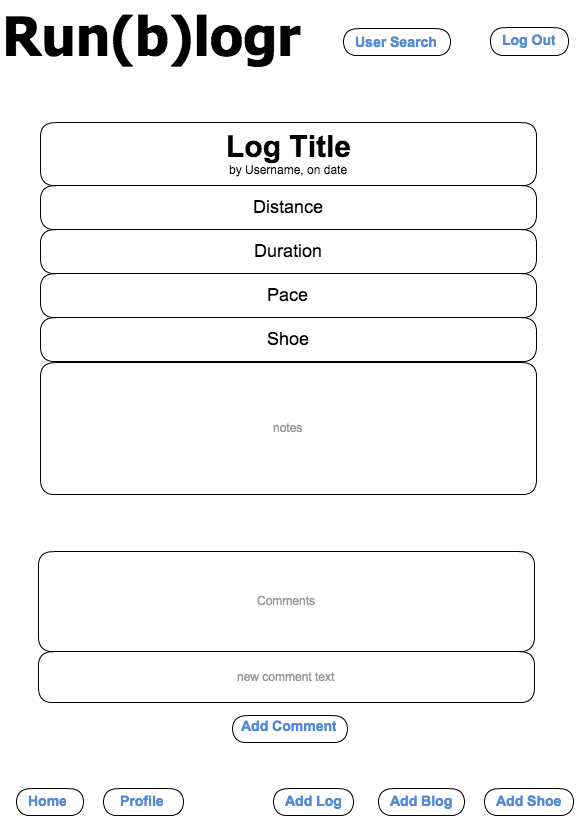 Run(b)logr
User Search
Log Out
Log Title
by Username, on date
Distance
Duration
Pace
Shoe
notes
Comments
new comment text
Add Comment
Home
Profile
Add Log
Add Blog
Add Shoe